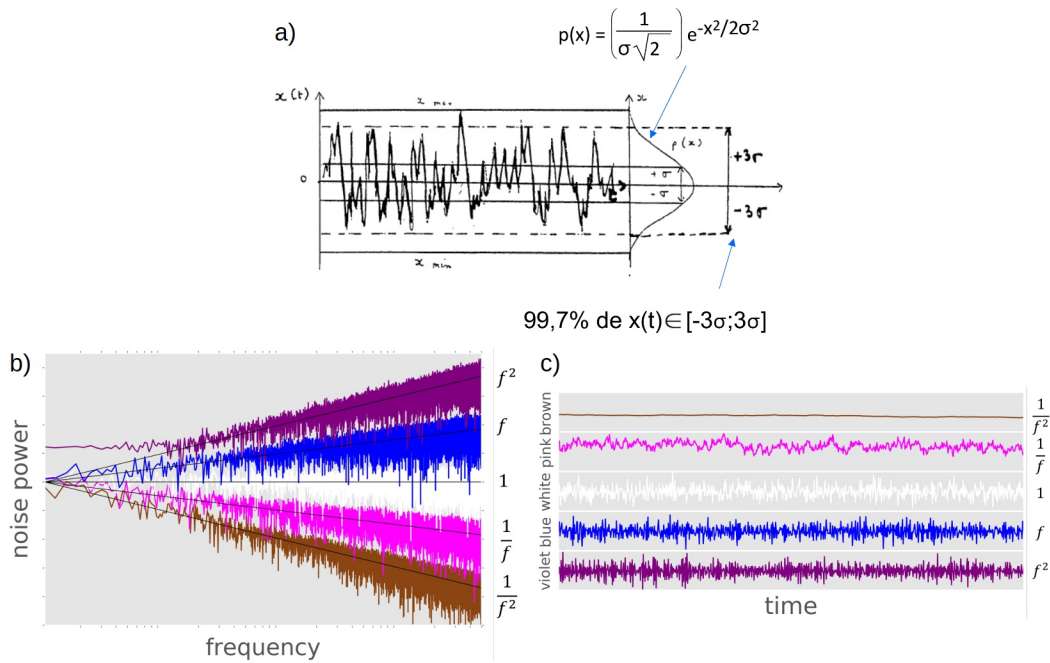 a)
p(x) = (1/σ√2) e^-x²/2σ²
x(t)
x max
x
p(x)
+3σ
+σ
0
-σ
t
-3σ
x min
99,7% de x(t)∈[-3σ;3σ]
b)
noise power
f²
f
1
1/f
1/f²
frequency
c)
violet blue white pink brown
1/f²
1/f
1
f
f²
time